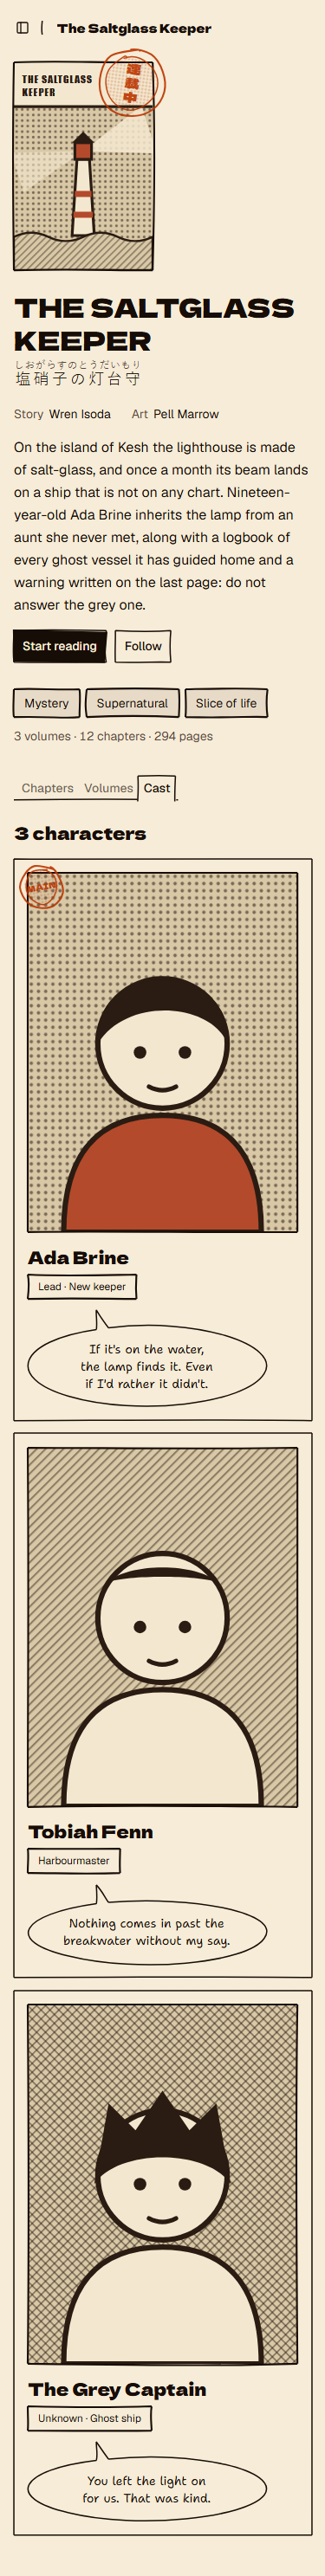 The Saltglass Keeper
THE SALTGLASS
KEEPER
連載中
THE SALTGLASS
KEEPER
しおがらすのとうだいもり
塩硝子の灯台守
Story Wren Isoda Art Pell Marrow
On the island of Kesh the lighthouse is made
of salt-glass, and once a month its beam lands
on a ship that is not on any chart. Nineteen-
year-old Ada Brine inherits the lamp from an
aunt she never met, along with a logbook of
every ghost vessel it has guided home and a
warning written on the last page: do not
answer the grey one.
Start reading Follow
Mystery Supernatural Slice of life
3 volumes · 12 chapters · 294 pages
Chapters Volumes Cast
3 characters
MAIN
Ada Brine
Lead · New keeper
If it's on the water,
the lamp finds it. Even
if I'd rather it didn't.
Tobiah Fenn
Harbourmaster
Nothing comes in past the
breakwater without my say.
The Grey Captain
Unknown · Ghost ship
You left the light on
for us. That was kind.